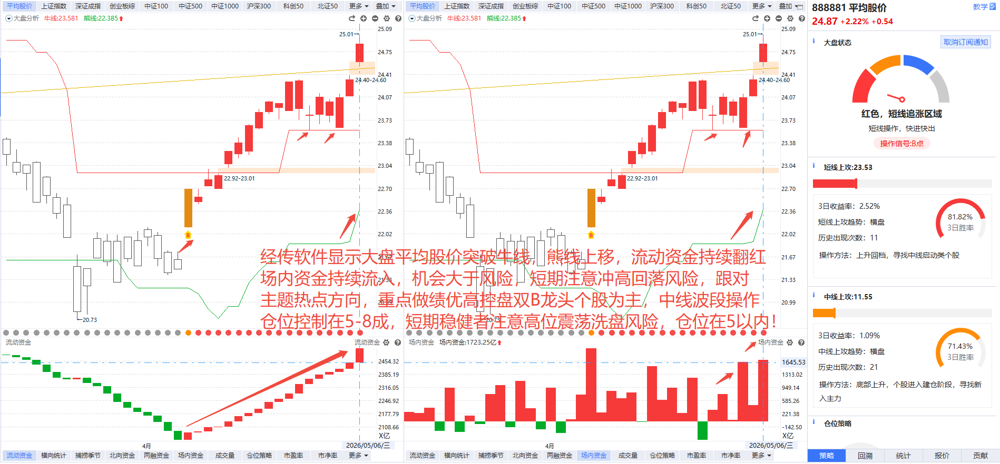 平均股价 上证指数 深证成指 创业板综 中证100 中证500 中证1000 沪深300 科创50 北证50 更多 叠加
大盘分析 牛线:23.581 熊线:22.385
25.09
24.75
24.41
24.07
23.73
23.38
23.04
22.70
22.36
22.02
21.67
21.33
20.99
25.01
24.40-24.60
22.92-23.01
B
20.73
流动资金
流动资金
2454.32
2385.19
2316.05
2246.92
2177.79
2108.66
X亿
4月
2026/05/06/三
流动资金 横向统计 捕捞季节 北向资金 两融资金 场内资金 成交量 仓位策略 市盈率 市净率 更多
平均股价 上证指数 深证成指 创业板综 中证100 中证500 中证1000 沪深300 科创50 北证50 更多 叠加
大盘分析 牛线:23.581 熊线:22.385
25.09
24.75
24.41
24.07
23.73
23.38
23.04
22.70
22.36
22.02
21.67
21.33
20.99
25.01
24.40-24.60
22.92-23.01
B
20.73
经传软件显示大盘平均股价突破牛线，熊线上移，流动资金持续翻红
场内资金持续流入，机会大于风险，短期注意冲高回落风险，跟对
主题热点方向，重点做绩优高控盘双B龙头个股为主，中线波段操作
仓位控制在5-8成，短期稳健者注意高位震荡洗盘风险，仓位在5以内！
场内资金 场内资金:1723.25亿
场内资金
1645.53
1313.02
949.14
585.26
221.38
-142.50
X亿
4月
2026/05/06/三
流动资金 横向统计 捕捞季节 北向资金 两融资金 场内资金 成交量 仓位策略 市盈率 市净率 更多
888881 平均股价
教学
24.87 +2.22% +0.54
大盘状态
取消订阅通知
红色，短线追涨区域
短线操作，快进快出
操作信号:B点
短线上攻:23.53
3日收益率：2.52%
短线上攻趋势：横盘
历史出现次数：11
81.82%
3日胜率
操作方法：上升回档，寻找中线启动类个股
中线上攻:11.55
3日收益率：1.09%
中线上攻趋势：横盘
历史出现次数：21
71.43%
3日胜率
操作方法：底部上升，个股进入建仓阶段，寻找新
入主力
仓位策略
策略 回溯 统计 报价 贡献